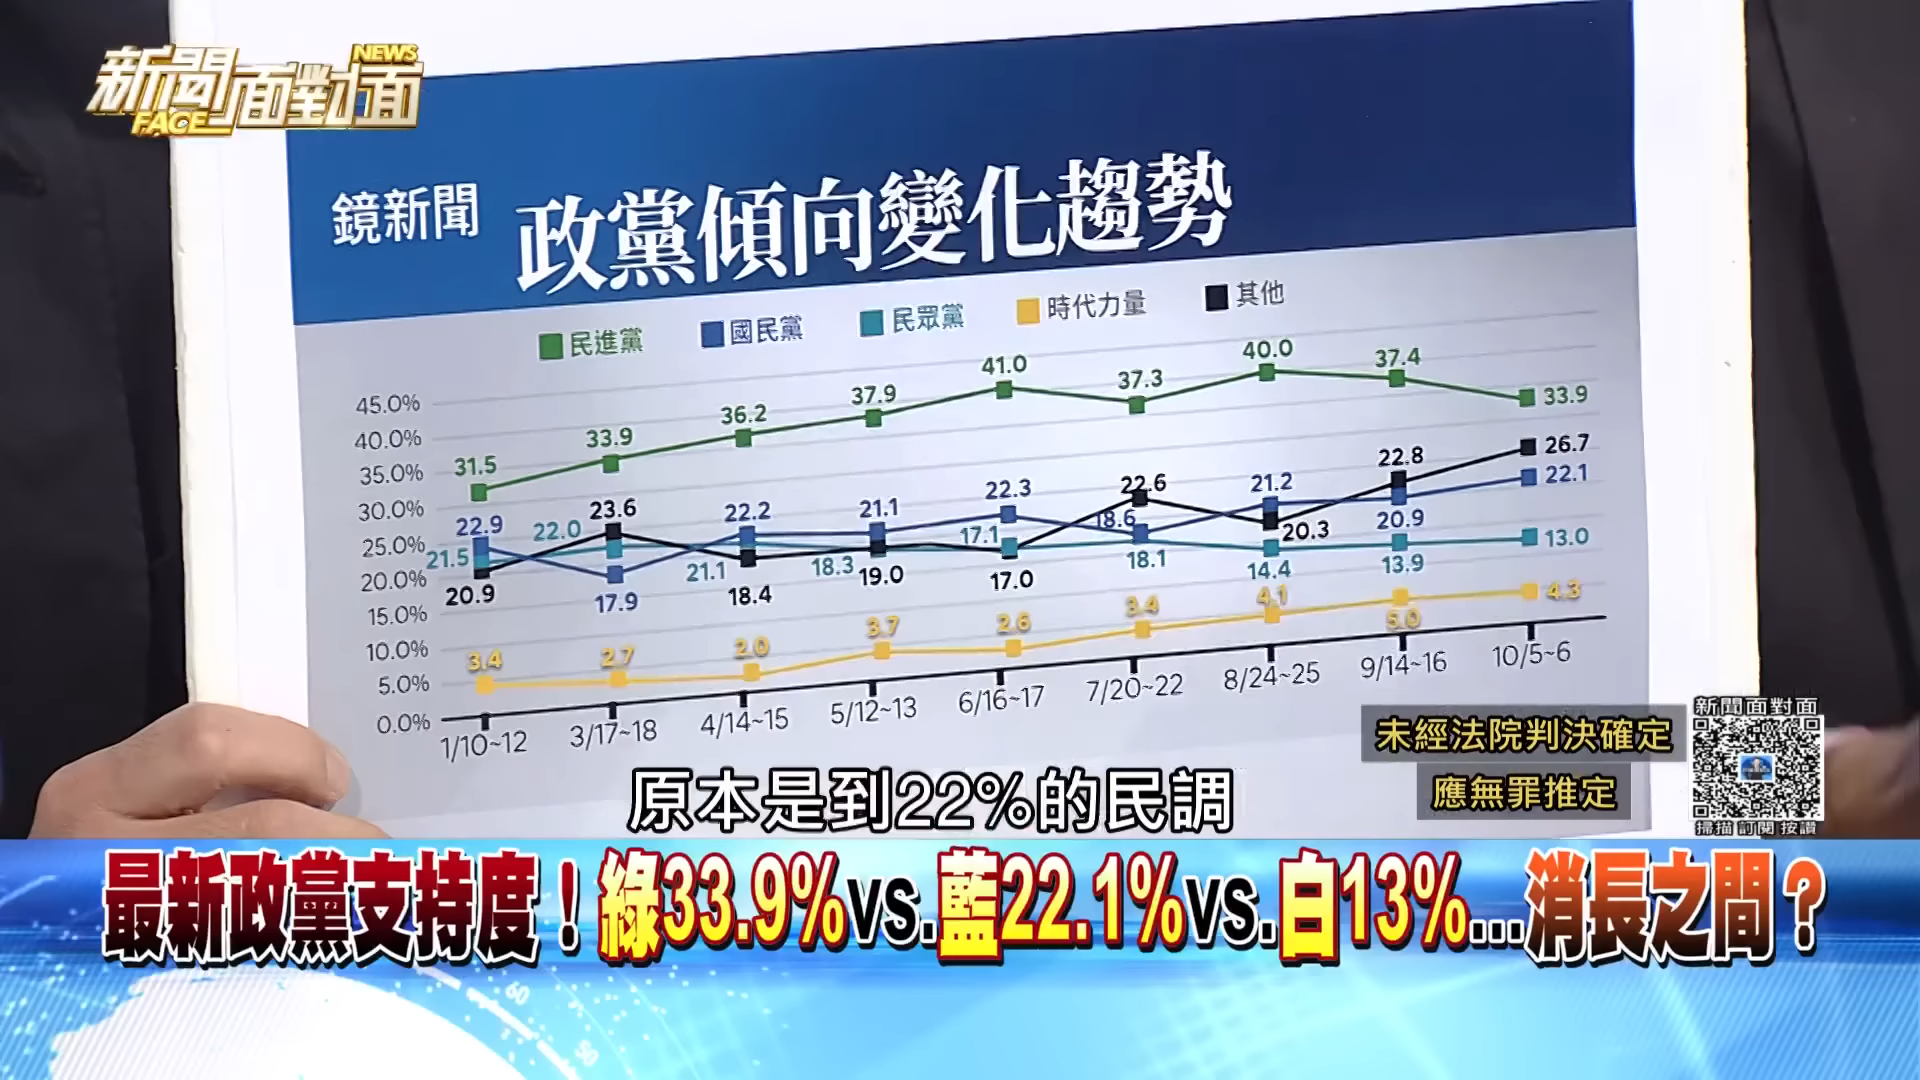 新聞面對面
NEWS
FACE
鏡新聞 政黨傾向變化趨勢
民進黨 國民黨 民眾黨 時代力量 其他
45.0%
40.0%
35.0%
30.0%
25.0%
20.0%
15.0%
10.0%
5.0%
0.0%
31.5 33.9 36.2 37.9 41.0 37.3 40.0 37.4 33.9
22.9 17.9 22.2 21.1 22.3 18.6 21.2 20.9 22.1
21.5 22.0 21.1 18.3 17.1 18.1 14.4 13.9 13.0
20.9 23.6 18.4 19.0 17.0 22.6 20.3 22.8 26.7
3.4 2.7 2.0 3.7 2.6 3.4 4.1 5.0 4.3
1/10~12 3/17~18 4/14~15 5/12~13 6/16~17 7/20~22 8/24~25 9/14~16 10/5~6
未經法院判決確定
應無罪推定
新聞面對面
掃描 訂閱 按讚
原本是到22%的民調
最新政黨支持度！綠33.9%vs.藍22.1%vs.白13%...消長之間？
60
50